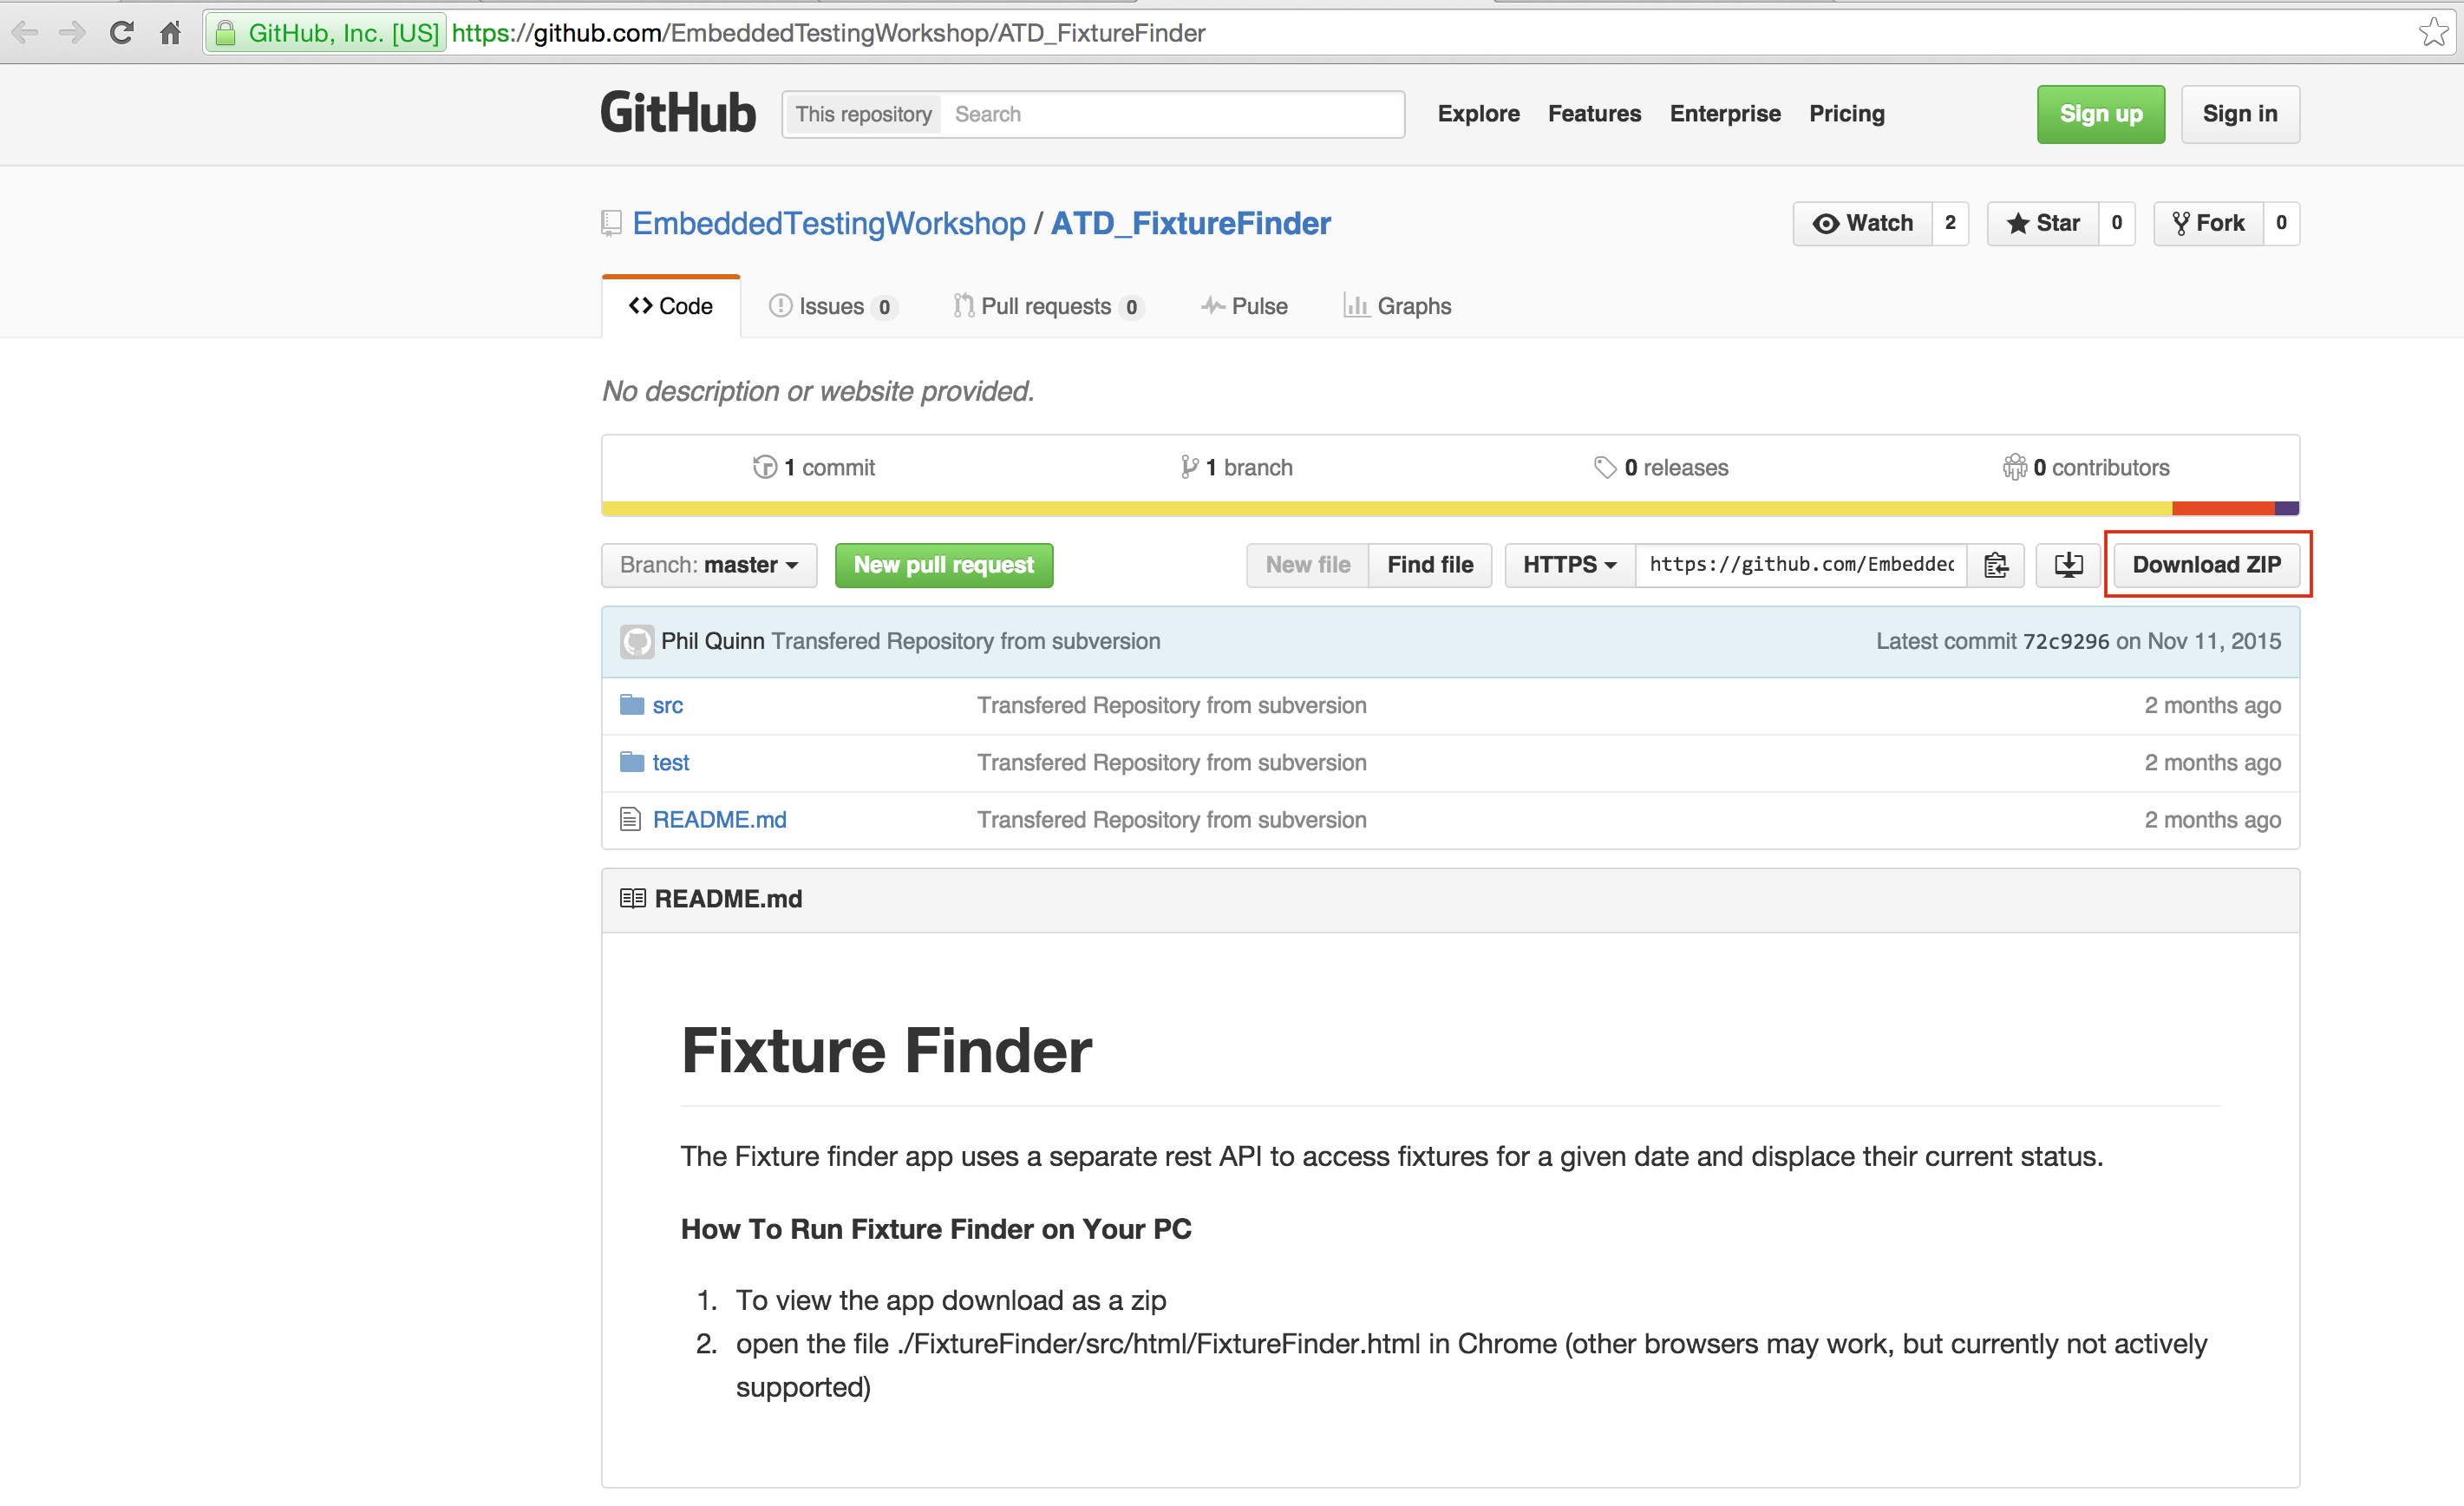 GitHub, Inc. [US] https://github.com/EmbeddedTestingWorkshop/ATD_FixtureFinder
GitHub This repository Search Explore Features Enterprise Pricing Sign up Sign in
EmbeddedTestingWorkshop / ATD_FixtureFinder Watch 2 Star 0 Fork 0
Code Issues 0 Pull requests 0 Pulse Graphs
No description or website provided.
1 commit 1 branch 0 releases 0 contributors
Branch: master New pull request New file Find file HTTPS https://github.com/Embedded Download ZIP
Phil Quinn Transfered Repository from subversion Latest commit 72c9296 on Nov 11, 2015
src Transfered Repository from subversion 2 months ago
test Transfered Repository from subversion 2 months ago
README.md Transfered Repository from subversion 2 months ago
README.md
Fixture Finder
The Fixture finder app uses a separate rest API to access fixtures for a given date and displace their current status.
How To Run Fixture Finder on Your PC
1. To view the app download as a zip
2. open the file ./FixtureFinder/src/html/FixtureFinder.html in Chrome (other browsers may work, but currently not actively
supported)